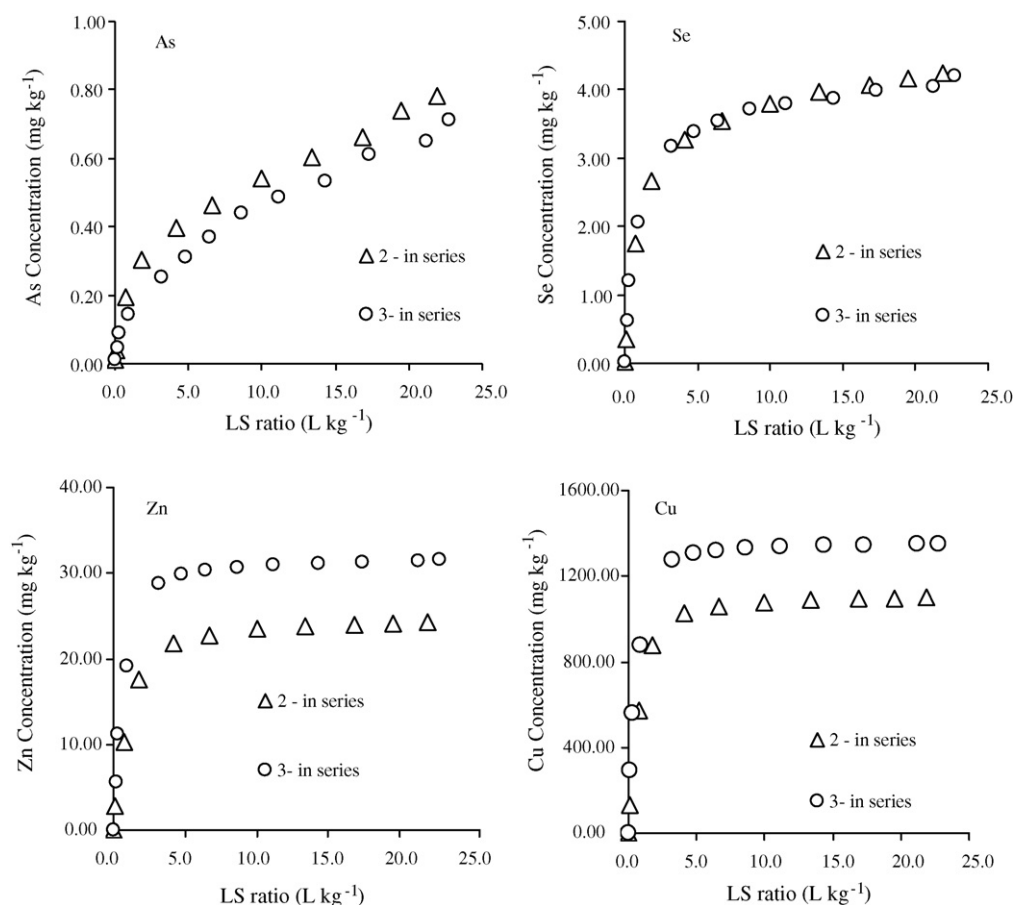 As
As Concentration (mg kg-1)
1.00
0.80
0.60
0.40
0.20
0.00
2 - in series
3- in series
0.0 5.0 10.0 15.0 20.0 25.0
LS ratio (L kg -1)
Se
Se Concentration (mg kg-1)
5.00
4.00
3.00
2.00
1.00
0.00
2 - in series
3- in series
0.0 5.0 10.0 15.0 20.0 25.0
LS ratio (L kg -1)
Zn
Zn Concentration (mg kg-1)
40.00
30.00
20.00
10.00
0.00
2 - in series
3- in series
0.0 5.0 10.0 15.0 20.0 25.0
LS ratio (L kg -1)
Cu
Cu Concentration (mg kg-1)
1600.00
1200.00
800.00
400.00
0.00
2 - in series
3- in series
0.0 5.0 10.0 15.0 20.0 25.0
LS ratio (L kg -1)